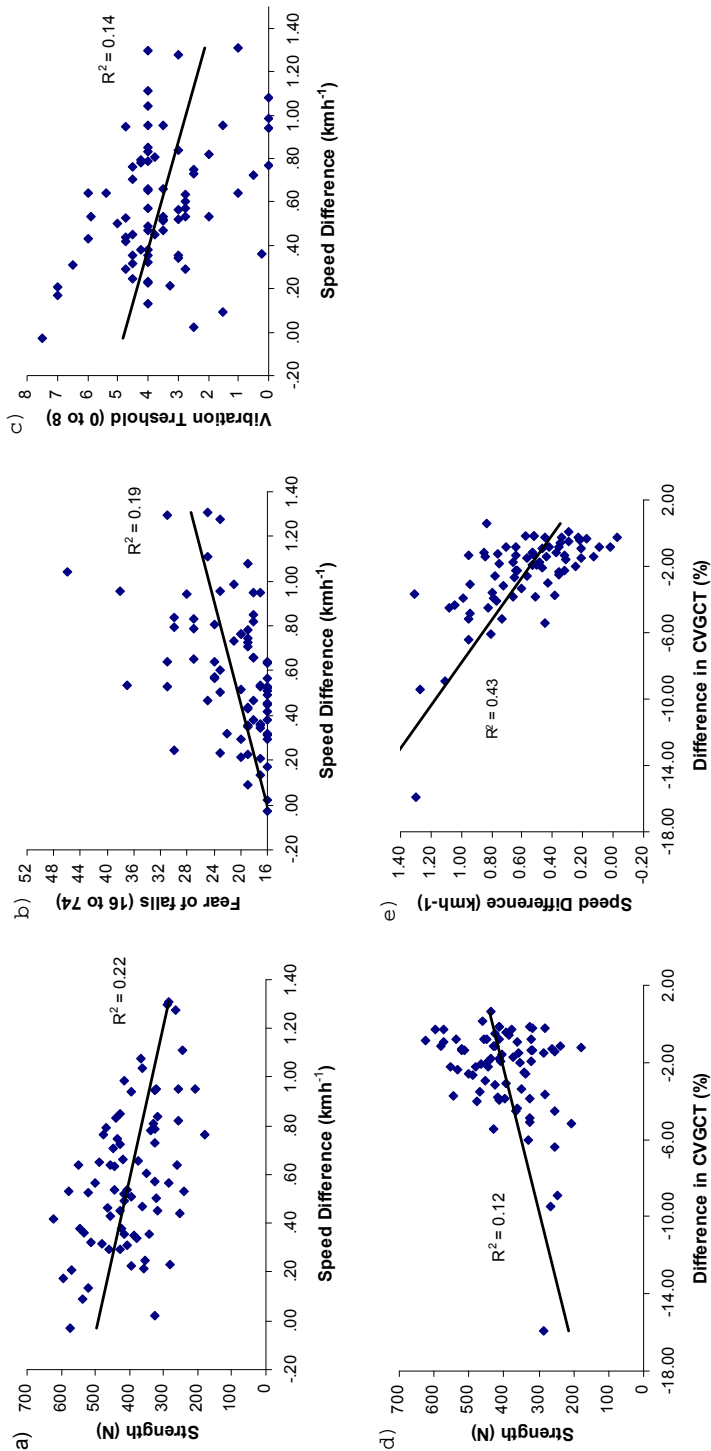 a)
700
600
500
400
300
200
100
0
Strength (N)
R² = 0.22
-.20 .00 .20 .40 .60 .80 1.00 1.20 1.40
Speed Difference (kmh-1)
b)
52
48
44
40
36
32
28
24
20
16
Fear of falls (16 to 74)
R² = 0.19
-.20 .00 .20 .40 .60 .80 1.00 1.20 1.40
Speed Difference (kmh-1)
c)
8
7
6
5
4
3
2
1
0
Vibration Treshold (0 to 8)
R² = 0.14
-.20 .00 .20 .40 .60 .80 1.00 1.20 1.40
Speed Difference (kmh-1)
d)
700
600
500
400
300
200
100
0
Strength (N)
R² = 0.12
-18.00 -14.00 -10.00 -6.00 -2.00 2.00
Difference in CVGCT (%)
e)
1.40
1.20
1.00
0.80
0.60
0.40
0.20
0.00
-0.20
Speed Difference (kmh-1)
R² = 0.43
-18.00 -14.00 -10.00 -6.00 -2.00 2.00
Difference in CVGCT (%)